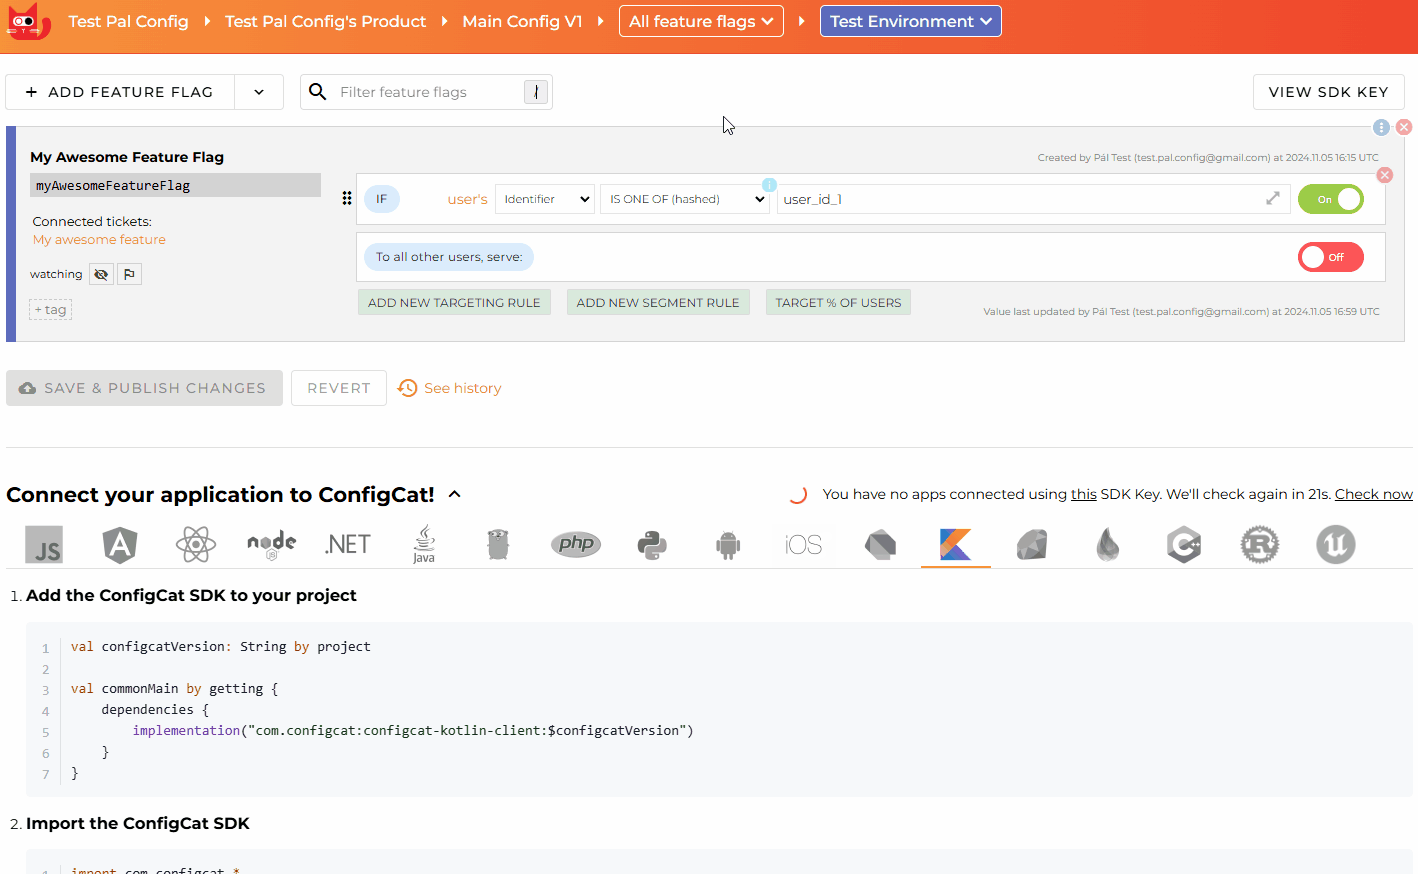 Test Pal Config
Test Pal Config's Product
Main Config V1
All feature flags
Test Environment
+ ADD FEATURE FLAG
Filter feature flags
/
VIEW SDK KEY
My Awesome Feature Flag
Created by Pál Test (test.pal.config@gmail.com) at 2024.11.05 16:15 UTC
myAwesomeFeatureFlag
IF
user's
Identifier
IS ONE OF (hashed)
i
user_id_1
On
Connected tickets:
My awesome feature
To all other users, serve:
Off
watching
+ tag
ADD NEW TARGETING RULE
ADD NEW SEGMENT RULE
TARGET % OF USERS
Value last updated by Pál Test (test.pal.config@gmail.com) at 2024.11.05 16:59 UTC
SAVE & PUBLISH CHANGES
REVERT
See history
Connect your application to ConfigCat!
You have no apps connected using this SDK Key. We'll check again in 21s. Check now
JS
A
node
JS
.NET
Java
php
iOS
C++
R
U
1. Add the ConfigCat SDK to your project
1 val configcatVersion: String by project
2
3 val commonMain by getting {
4 dependencies {
5 implementation("com.configcat:configcat-kotlin-client:$configcatVersion")
6 }
7 }
2. Import the ConfigCat SDK
1 import com.configcat.*